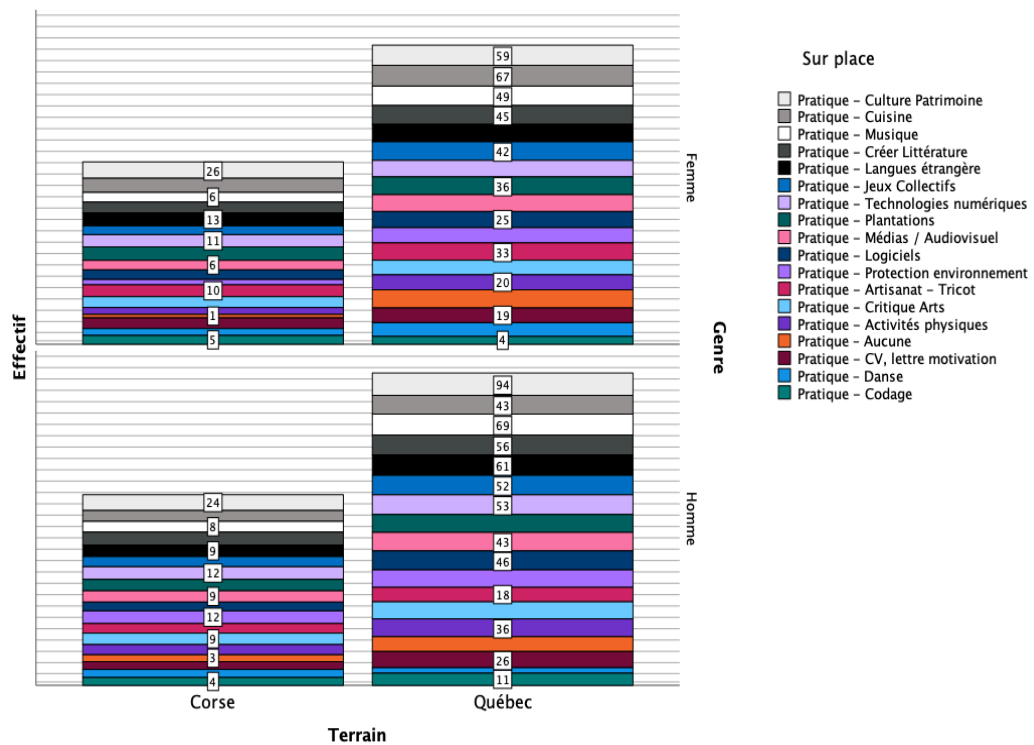 59
67
49
45
42
36
25
33
20
19
4
26
6
13
11
6
10
1
5
94
43
69
56
61
52
53
43
46
18
36
26
11
24
8
9
12
9
12
9
3
4
Effectif
Corse
Québec
Terrain
Femme
Homme
Genre
Sur place
Pratique – Culture Patrimoine
Pratique – Cuisine
Pratique – Musique
Pratique – Créer Littérature
Pratique – Langues étrangère
Pratique – Jeux Collectifs
Pratique – Technologies numériques
Pratique – Plantations
Pratique – Médias / Audiovisuel
Pratique – Logiciels
Pratique – Protection environnement
Pratique – Artisanat – Tricot
Pratique – Critique Arts
Pratique – Activités physiques
Pratique – Aucune
Pratique – CV, lettre motivation
Pratique – Danse
Pratique – Codage